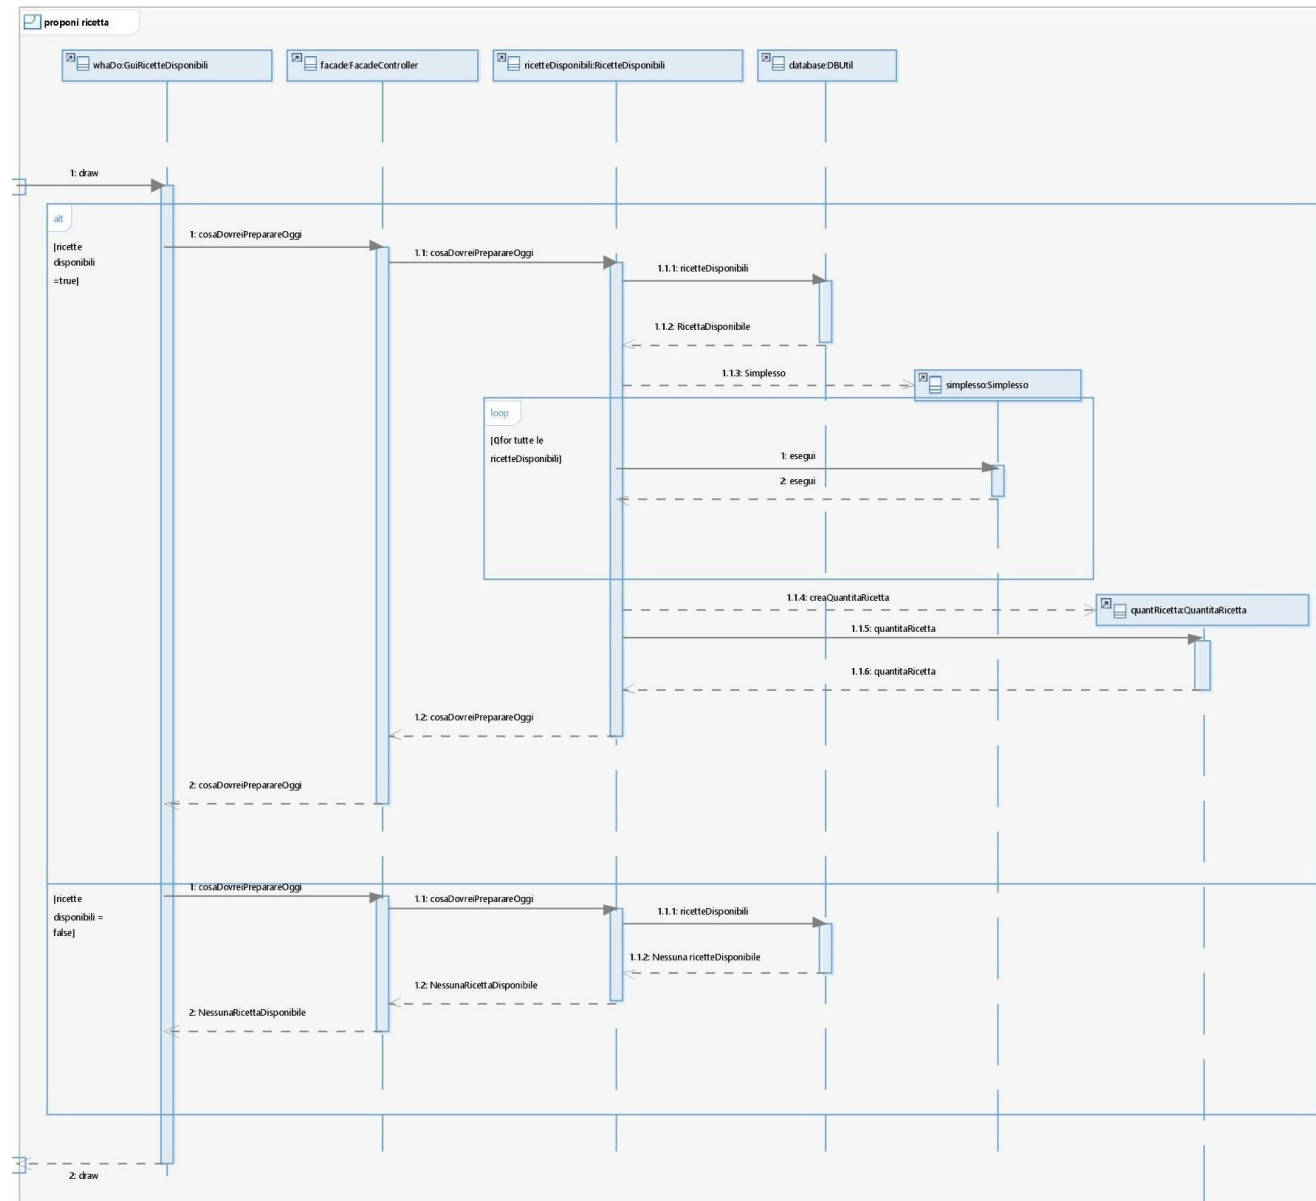 proponi ricetta
whaDo:GuiRicetteDisponibili
facade:FacadeController
ricetteDisponibili:RicetteDisponibili
database:DBUtil
1: draw
alt
[ricette
disponibili
=true]
1: cosaDovreiPreparareOggi
1.1: cosaDovreiPreparareOggi
1.1.1: ricetteDisponibili
1.1.2: RicettaDisponibile
1.1.3: Simplesso
simplesso:Simplesso
loop
[0,for tutte le
ricetteDisponibili]
1: esegui
2: esegui
1.1.4: creaQuantitaRicetta
quantRicetta:QuantitaRicetta
1.1.5: quantitaRicetta
1.1.6: quantitaRicetta
1.2: cosaDovreiPreparareOggi
2: cosaDovreiPreparareOggi
[ricette
disponibili =
false]
1: cosaDovreiPreparareOggi
1.1: cosaDovreiPreparareOggi
1.1.1: ricetteDisponibili
1.1.2: Nessuna ricetteDisponibile
1.2: NessunaRicettaDisponibile
2: NessunaRicettaDisponibile
2: draw